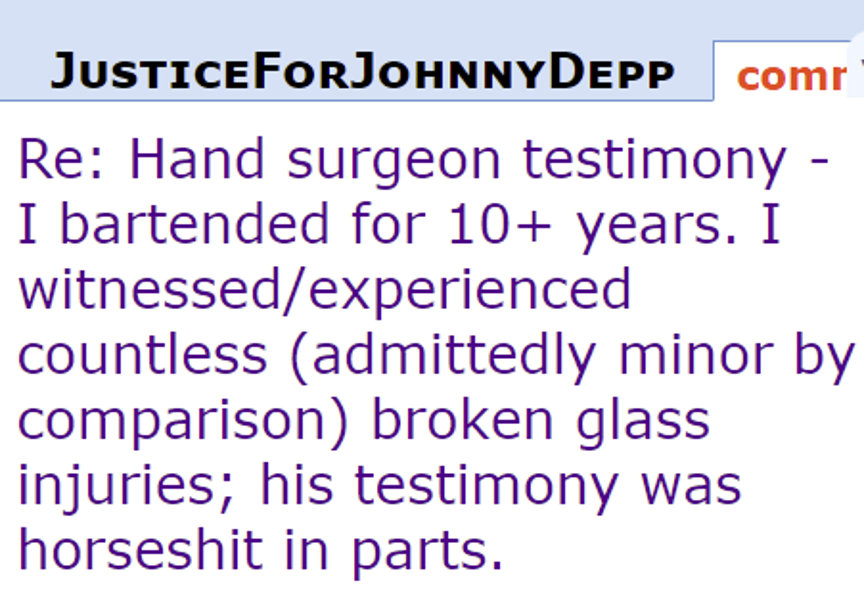 JusticeForJohnnyDepp
Re: Hand surgeon testimony -
I bartended for 10+ years. I
witnessed/experienced
countless (admittedly minor by
comparison) broken glass
injuries; his testimony was
horseshit in parts.